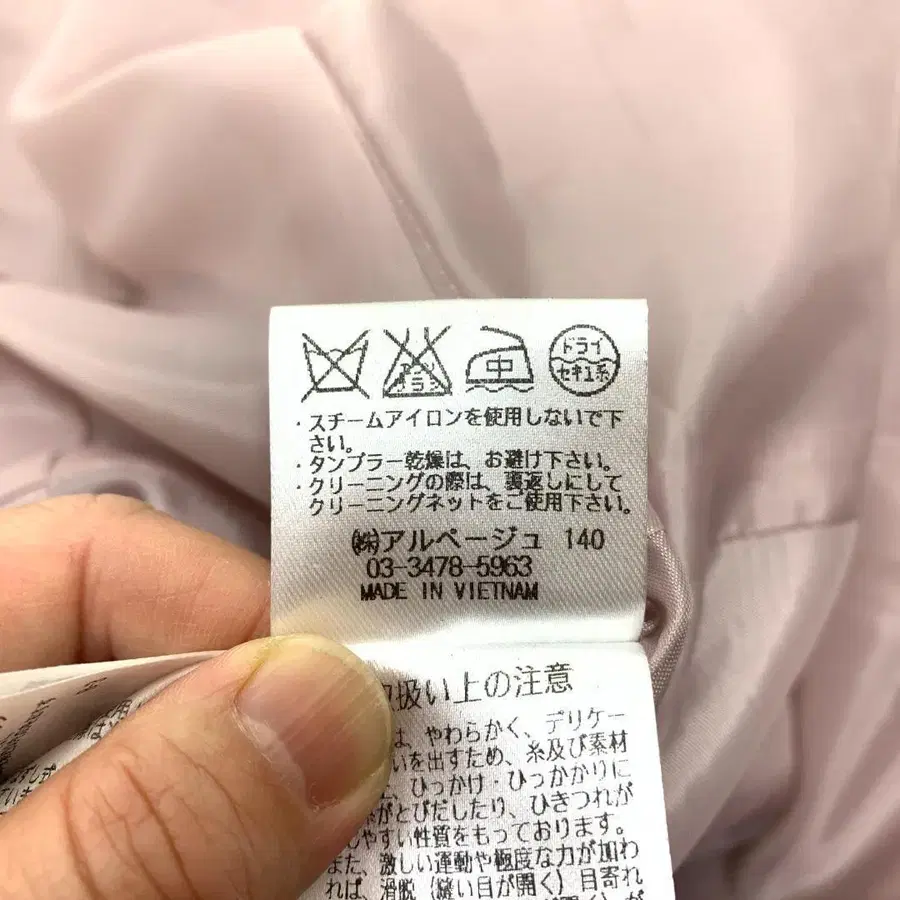 中
ドライ
セキユ系
・スチームアイロンを使用しないで下
さい。
・タンブラー乾燥は、お避け下さい。
・クリーニングの際は、裏返しにして
クリーニングネットをご使用下さい。
㈱アルページュ 140
03-3478-5963
MADE IN VIETNAM
取扱い上の注意
は、やわらかく、デリケー
いを出すため、糸及び素材
、ひっかけ・ひっかかりに
がとびだしたり、ひきつれが
しやすい性質をもっております。
また、激しい運動や極度な力が加わ
れば、滑脱(縫い目が開く)目寄れ